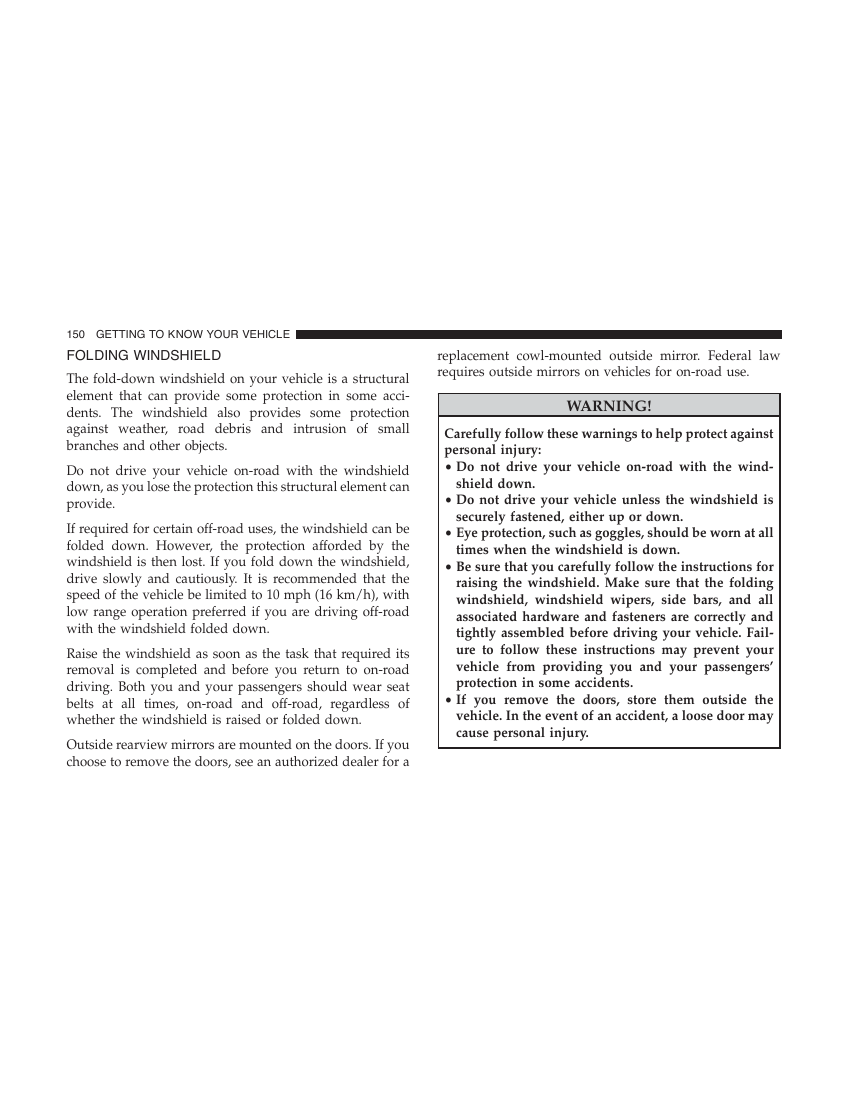 150 GETTING TO KNOW YOUR VEHICLE
FOLDING WINDSHIELD
The fold-down windshield on your vehicle is a structural
element that can provide some protection in some acci-
dents. The windshield also provides some protection
against weather, road debris and intrusion of small
branches and other objects.
Do not drive your vehicle on-road with the windshield
down, as you lose the protection this structural element can
provide.
If required for certain off-road uses, the windshield can be
folded down. However, the protection afforded by the
windshield is then lost. If you fold down the windshield,
drive slowly and cautiously. It is recommended that the
speed of the vehicle be limited to 10 mph (16 km/h), with
low range operation preferred if you are driving off-road
with the windshield folded down.
Raise the windshield as soon as the task that required its
removal is completed and before you return to on-road
driving. Both you and your passengers should wear seat
belts at all times, on-road and off-road, regardless of
whether the windshield is raised or folded down.
Outside rearview mirrors are mounted on the doors. If you
choose to remove the doors, see an authorized dealer for a
replacement cowl-mounted outside mirror. Federal law
requires outside mirrors on vehicles for on-road use.
WARNING!
Carefully follow these warnings to help protect against
personal injury:
• Do not drive your vehicle on-road with the wind-
shield down.
• Do not drive your vehicle unless the windshield is
securely fastened, either up or down.
• Eye protection, such as goggles, should be worn at all
times when the windshield is down.
• Be sure that you carefully follow the instructions for
raising the windshield. Make sure that the folding
windshield, windshield wipers, side bars, and all
associated hardware and fasteners are correctly and
tightly assembled before driving your vehicle. Fail-
ure to follow these instructions may prevent your
vehicle from providing you and your passengers’
protection in some accidents.
• If you remove the doors, store them outside the
vehicle. In the event of an accident, a loose door may
cause personal injury.